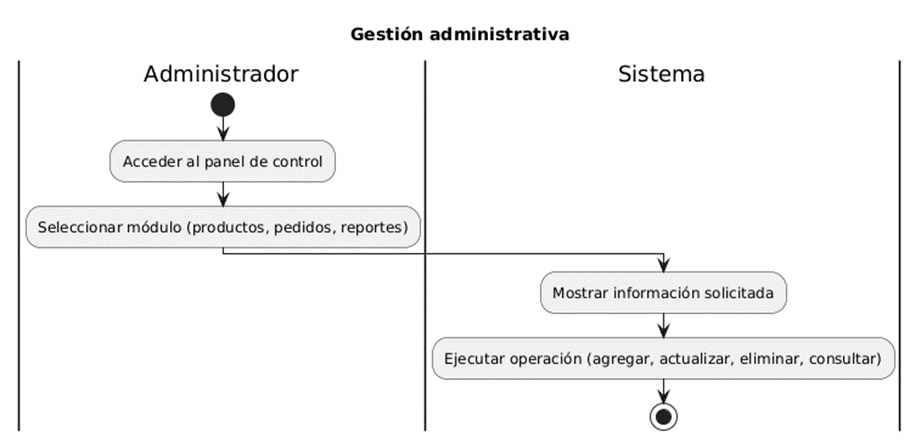 Gestión administrativa
Administrador
Sistema
Acceder al panel de control
Seleccionar módulo (productos, pedidos, reportes)
Mostrar información solicitada
Ejecutar operación (agregar, actualizar, eliminar, consultar)